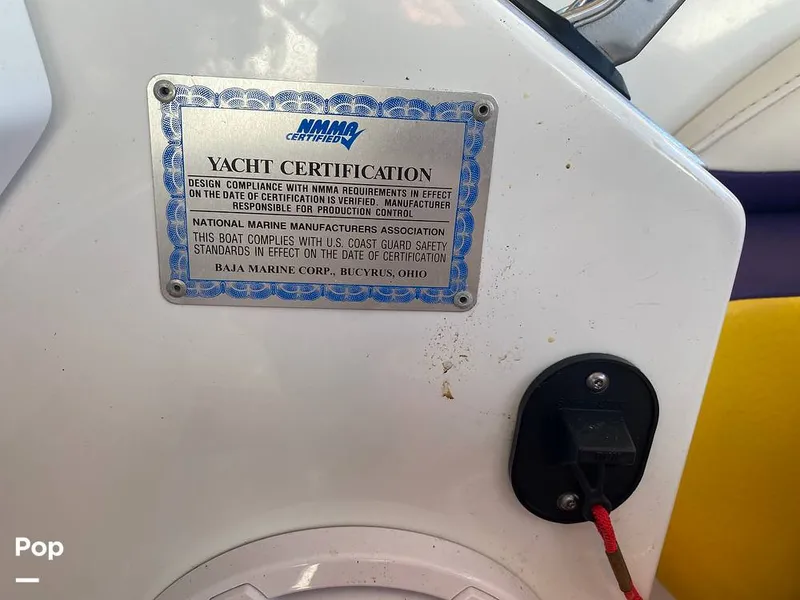 NMMA
CERTIFIED
YACHT CERTIFICATION
DESIGN COMPLIANCE WITH NMMA REQUIREMENTS IN EFFECT
ON THE DATE OF CERTIFICATION IS VERIFIED. MANUFACTURER
RESPONSIBLE FOR PRODUCTION CONTROL
NATIONAL MARINE MANUFACTURERS ASSOCIATION
THIS BOAT COMPLIES WITH U.S. COAST GUARD SAFETY
STANDARDS IN EFFECT ON THE DATE OF CERTIFICATION
BAJA MARINE CORP., BUCYRUS, OHIO
Pop